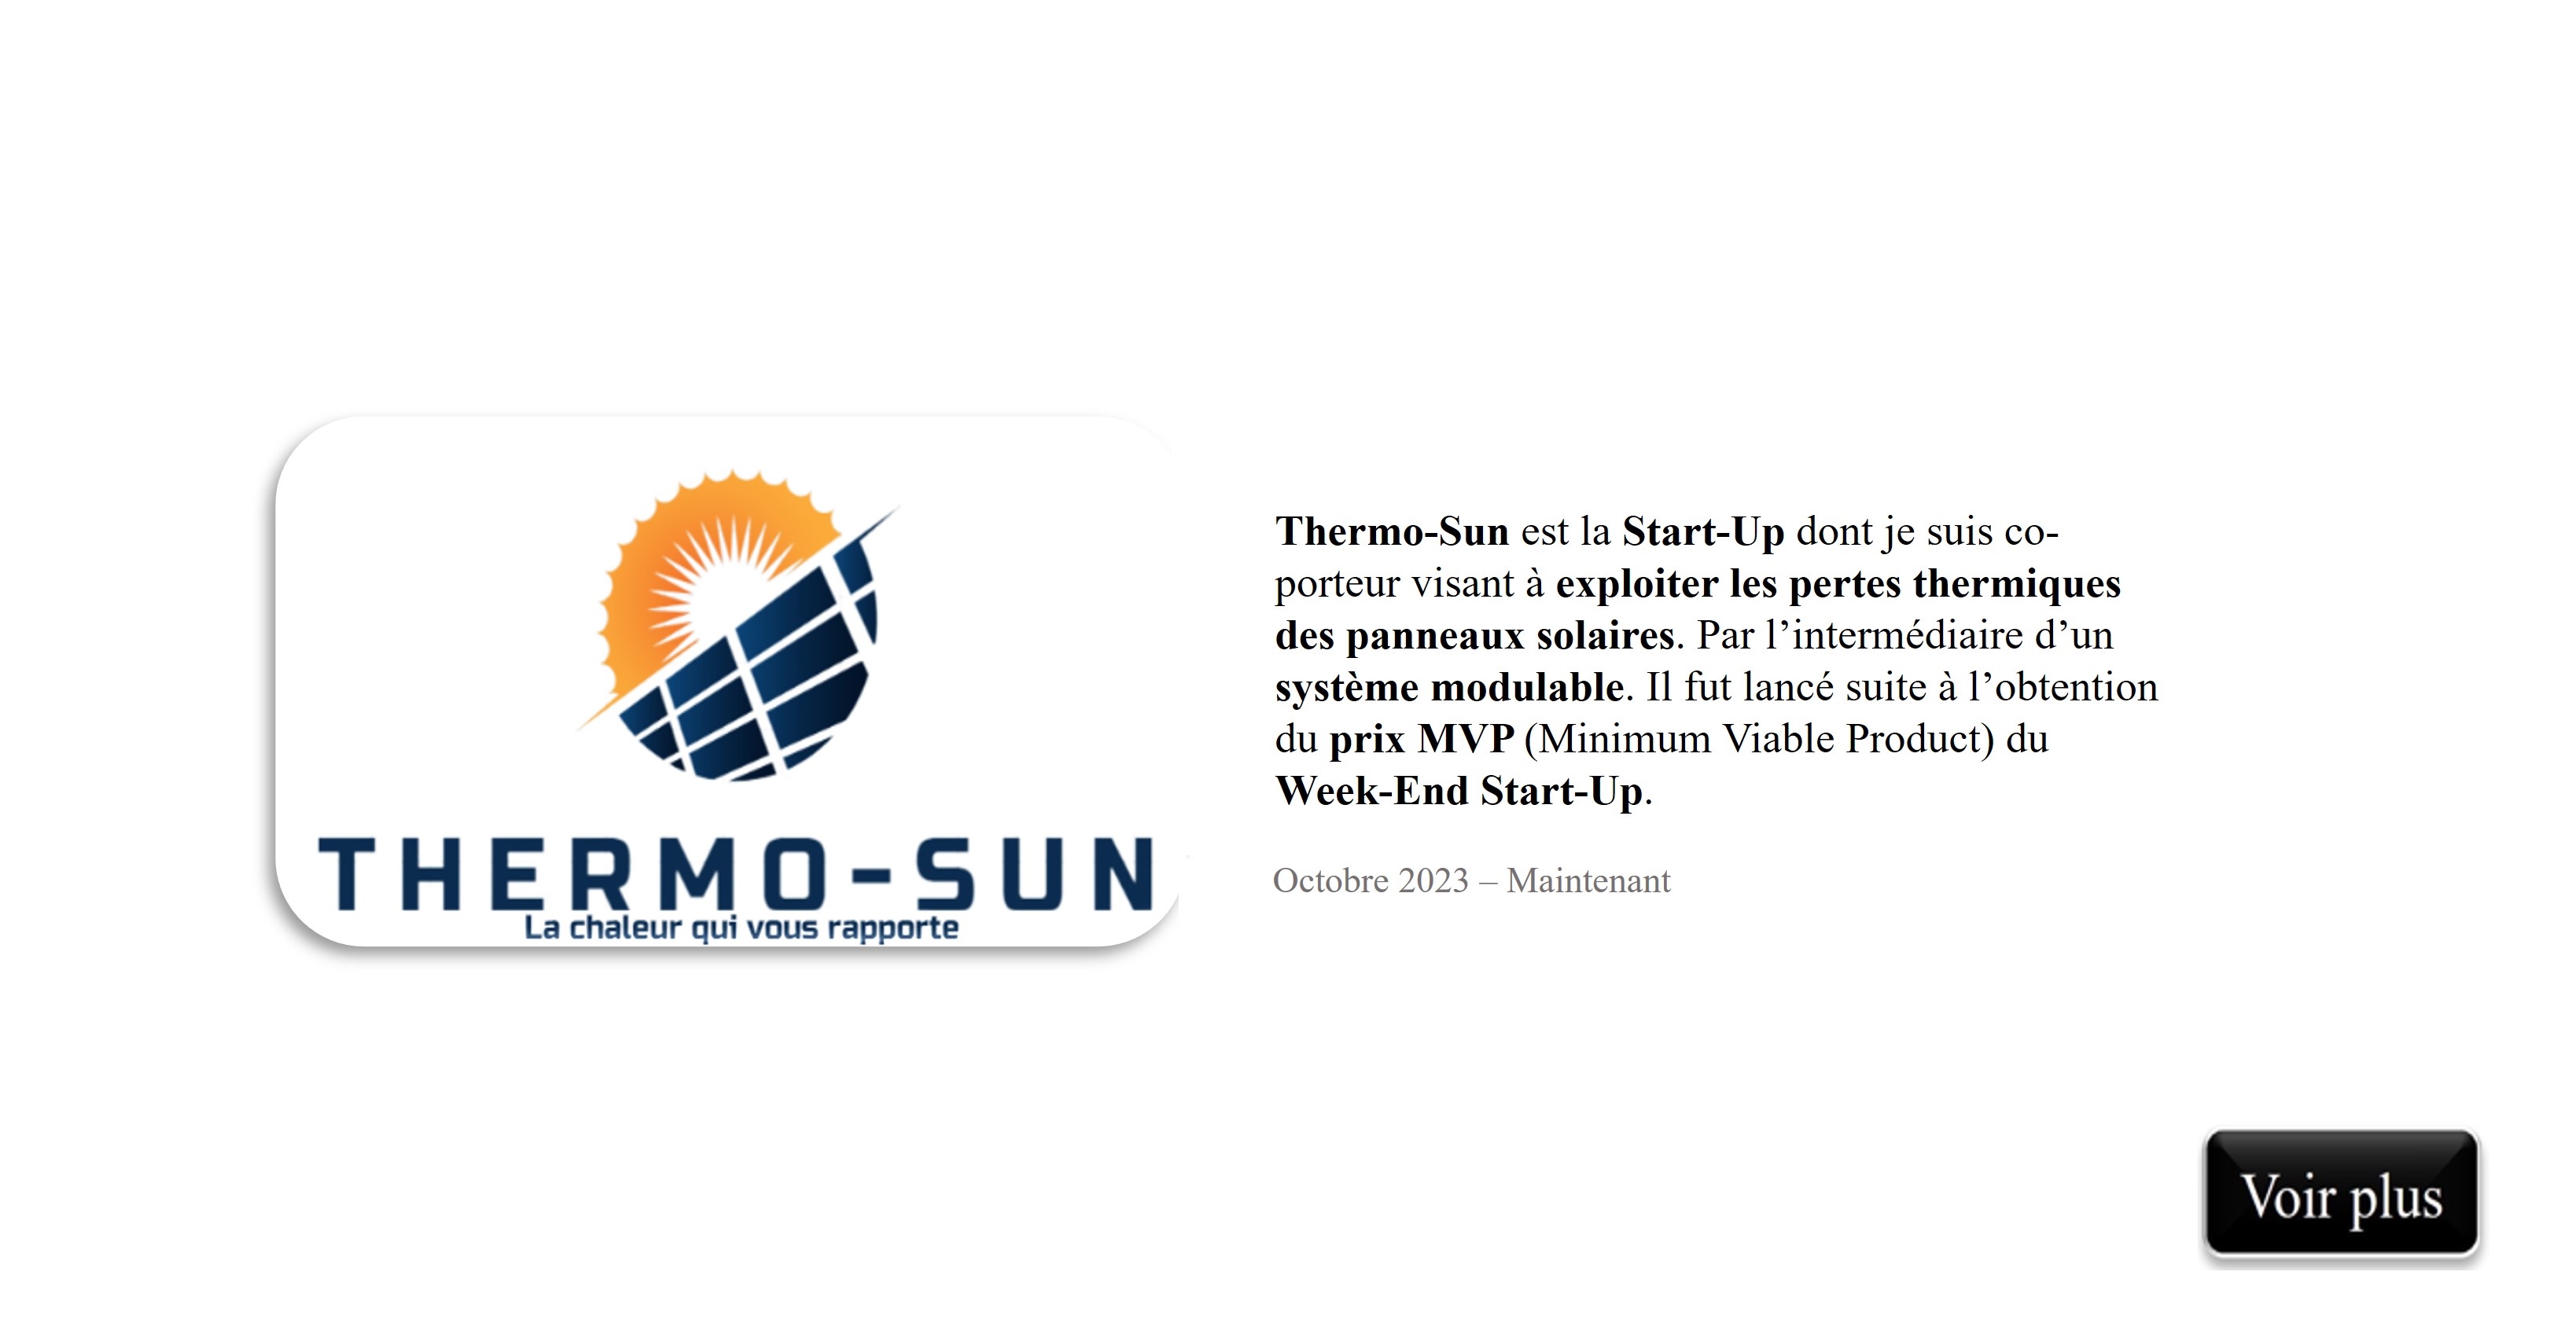 THERMO-SUN
La chaleur qui vous rapporte
Thermo-Sun est la Start-Up dont je suis co-
porteur visant à exploiter les pertes thermiques
des panneaux solaires. Par l’intermédiaire d’un
système modulable. Il fut lancé suite à l’obtention
du prix MVP (Minimum Viable Product) du
Week-End Start-Up.
Octobre 2023 – Maintenant
Voir plus